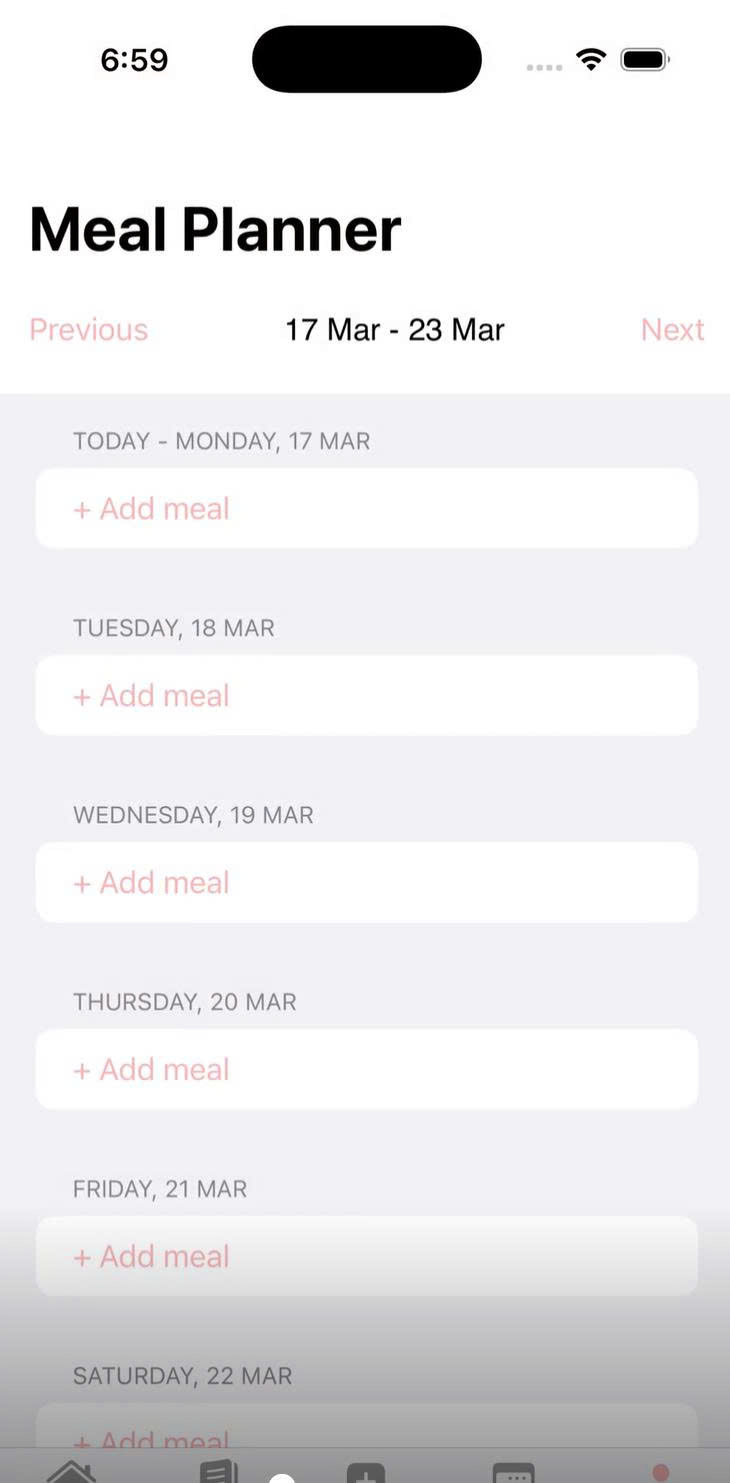 6:59
Meal Planner
Previous 17 Mar - 23 Mar Next
TODAY - MONDAY, 17 MAR
+ Add meal
TUESDAY, 18 MAR
+ Add meal
WEDNESDAY, 19 MAR
+ Add meal
THURSDAY, 20 MAR
+ Add meal
FRIDAY, 21 MAR
+ Add meal
SATURDAY, 22 MAR
+ Add meal